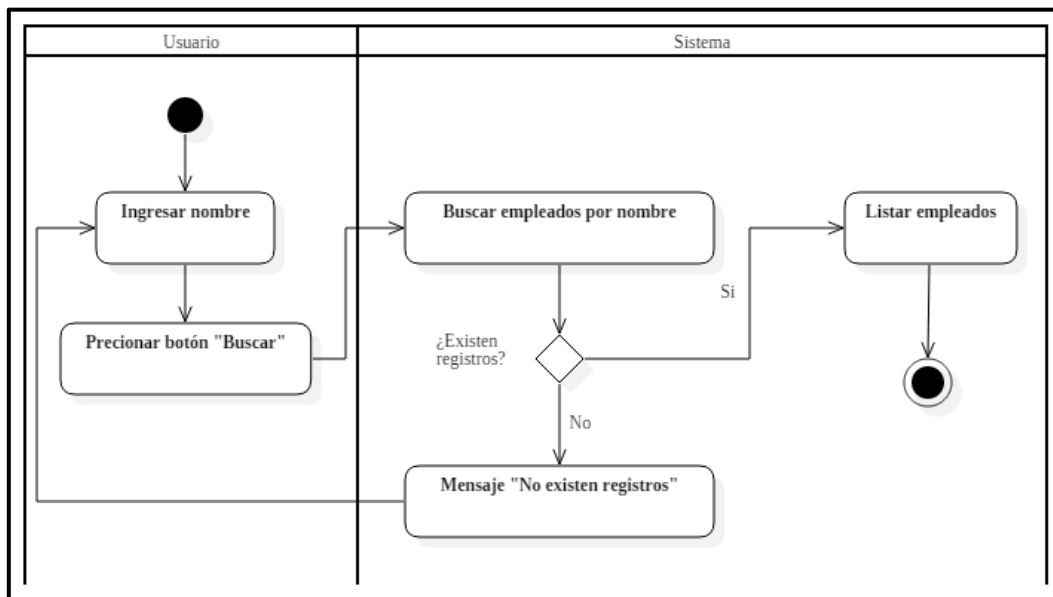 Usuario
Sistema
Ingresar nombre
Buscar empleados por nombre
Listar empleados
Si
Precionar botón "Buscar"
¿Existen
registros?
No
Mensaje "No existen registros"